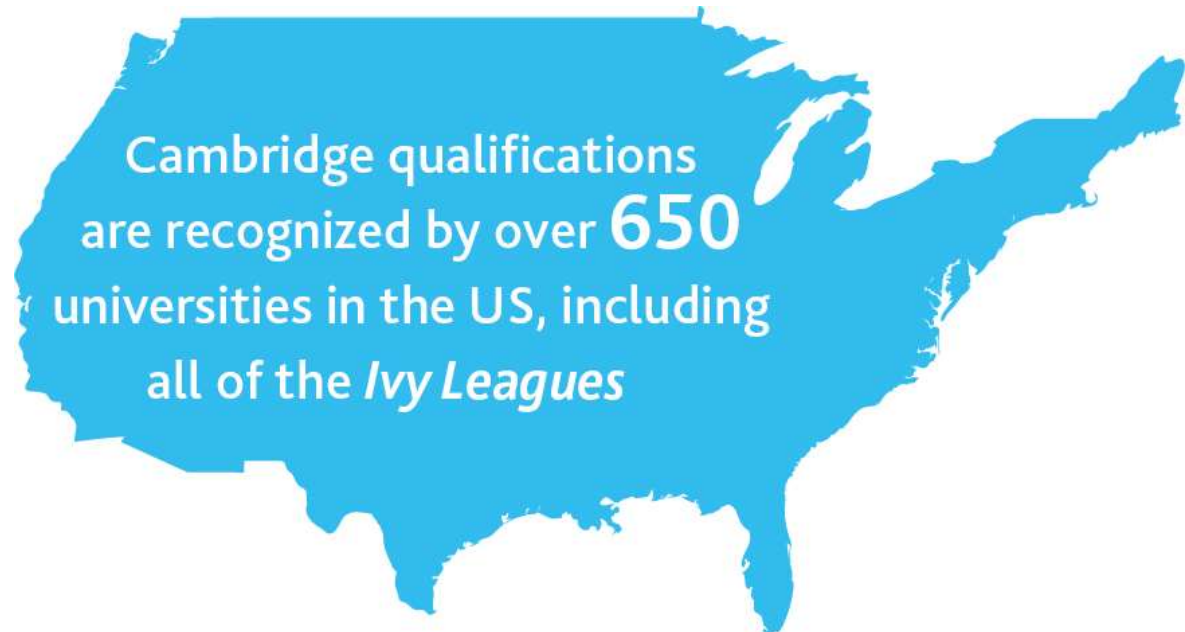 Cambridge qualifications
are recognized by over 650
universities in the US, including
all of the Ivy Leagues